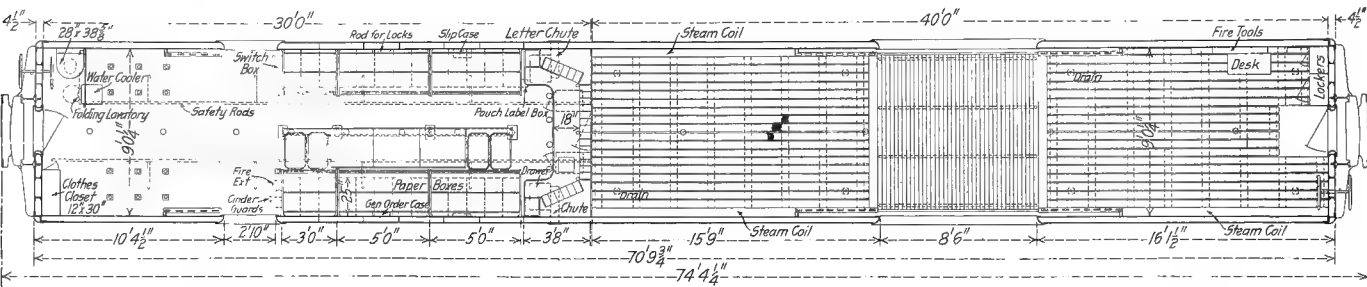 4½" 30'0" 40'0" 4½"
28"x 38⅝" Rod for Locks Slip Case Letter Chute Steam Coil Fire Tools
Switch Box
Water Cooler
Desk
Lockers
Drain
Folding Lavatory
Safety Rods
Pouch Label Box
18"
9'0¼"
9'0¼"
Fire Ext
Drawer
Clothes Closet 12"x30"
Cinder Guards
Paper Boxes
25"
Gen Order Case
Chute
Drain
Steam Coil
Steam Coil
10'4½" 2'10" 3'0" 5'0" 5'0" 3'8" 15'9" 8'6" 16'1½"
70'9¾"
74'4¼"